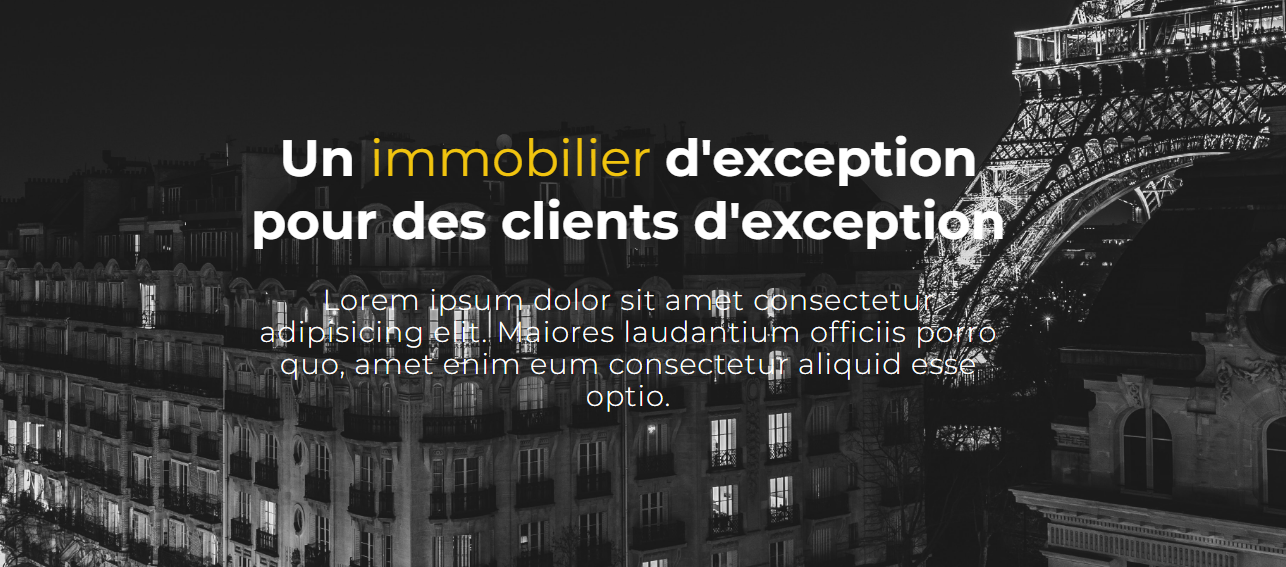 Un immobilier d'exception
pour des clients d'exception
Lorem ipsum dolor sit amet consectetur
adipisicing elit. Maiores laudantium officiis porro
quo, amet enim eum consectetur aliquid esse
optio.